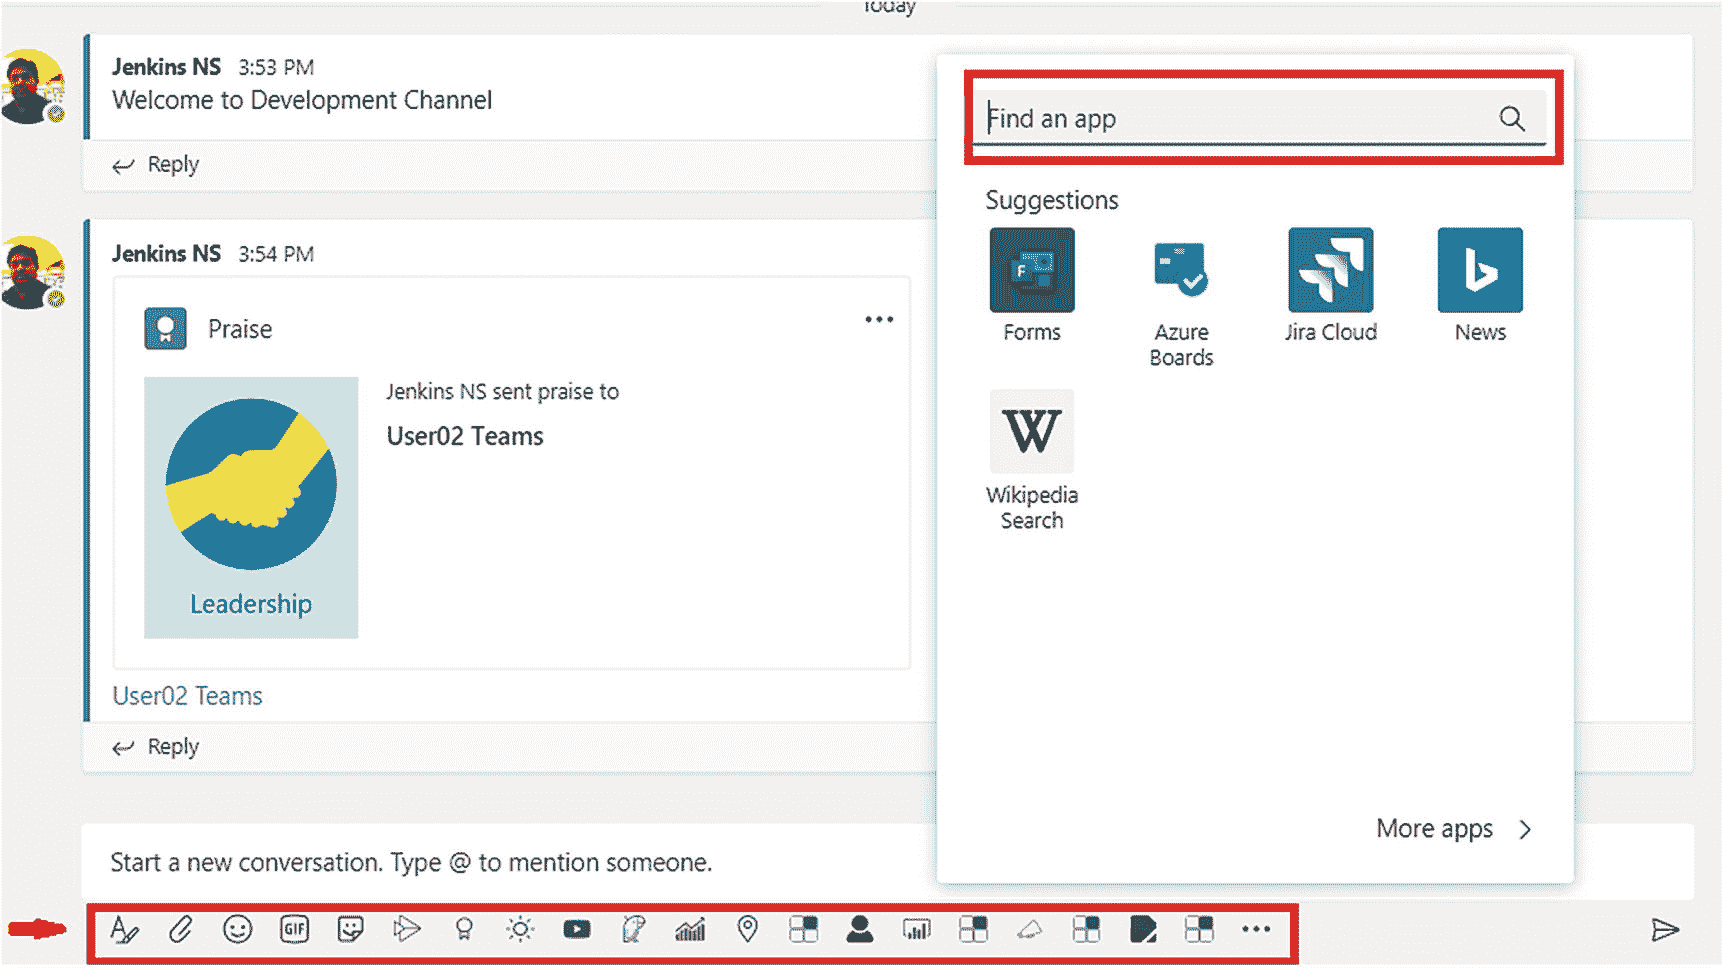 Today
Jenkins NS 3:53 PM
Welcome to Development Channel
Reply
Jenkins NS 3:54 PM
Praise
Jenkins NS sent praise to
User02 Teams
Leadership
User02 Teams
Reply
Start a new conversation. Type @ to mention someone.
GIF
Find an app
Suggestions
F
Forms
Azure
Boards
Jira Cloud
News
W
Wikipedia
Search
More apps